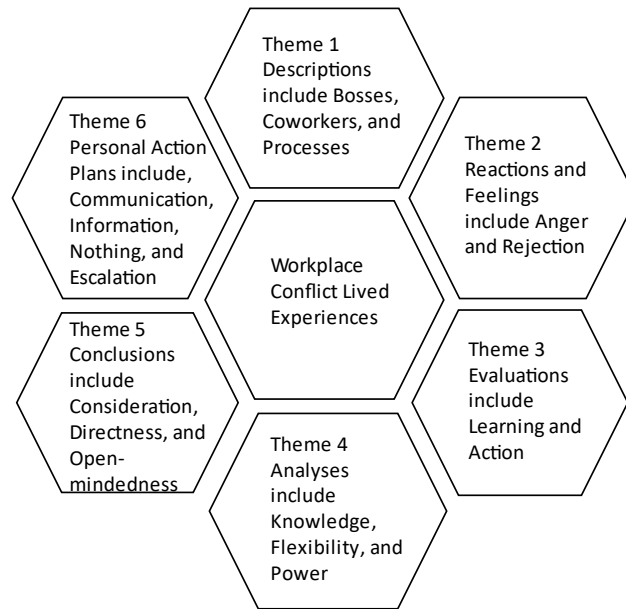 Theme 1
Descriptions
include Bosses,
Coworkers, and
Processes
Theme 6
Personal Action
Plans include,
Communication,
Information,
Nothing, and
Escalation
Theme 2
Reactions and
Feelings
include Anger
and Rejection
Workplace
Conflict Lived
Experiences
Theme 5
Conclusions
include
Consideration,
Directness, and
Open-
mindedness
Theme 3
Evaluations
include
Learning and
Action
Theme 4
Analyses
include
Knowledge,
Flexibility, and
Power